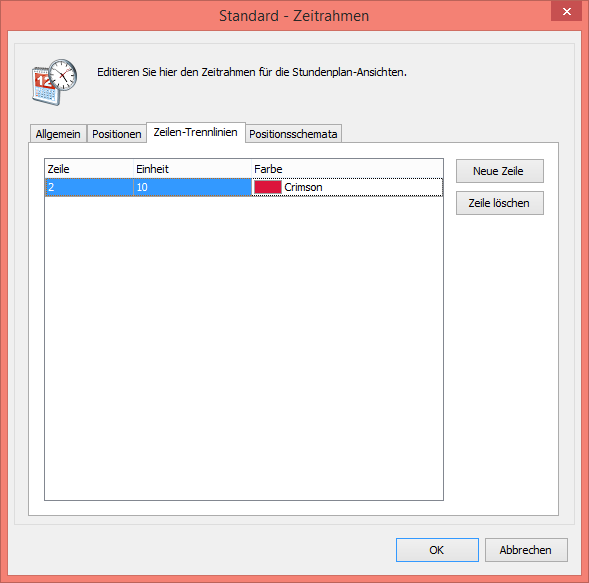 Standard - Zeitrahmen
12
Editieren Sie hier den Zeitrahmen für die Stundenplan-Ansichten.
Allgemein Positionen Zeilen-Trennlinien Positionsschemata
Zeile Einheit Farbe
2 10 Crimson
Neue Zeile
Zeile löschen
OK Abbrechen